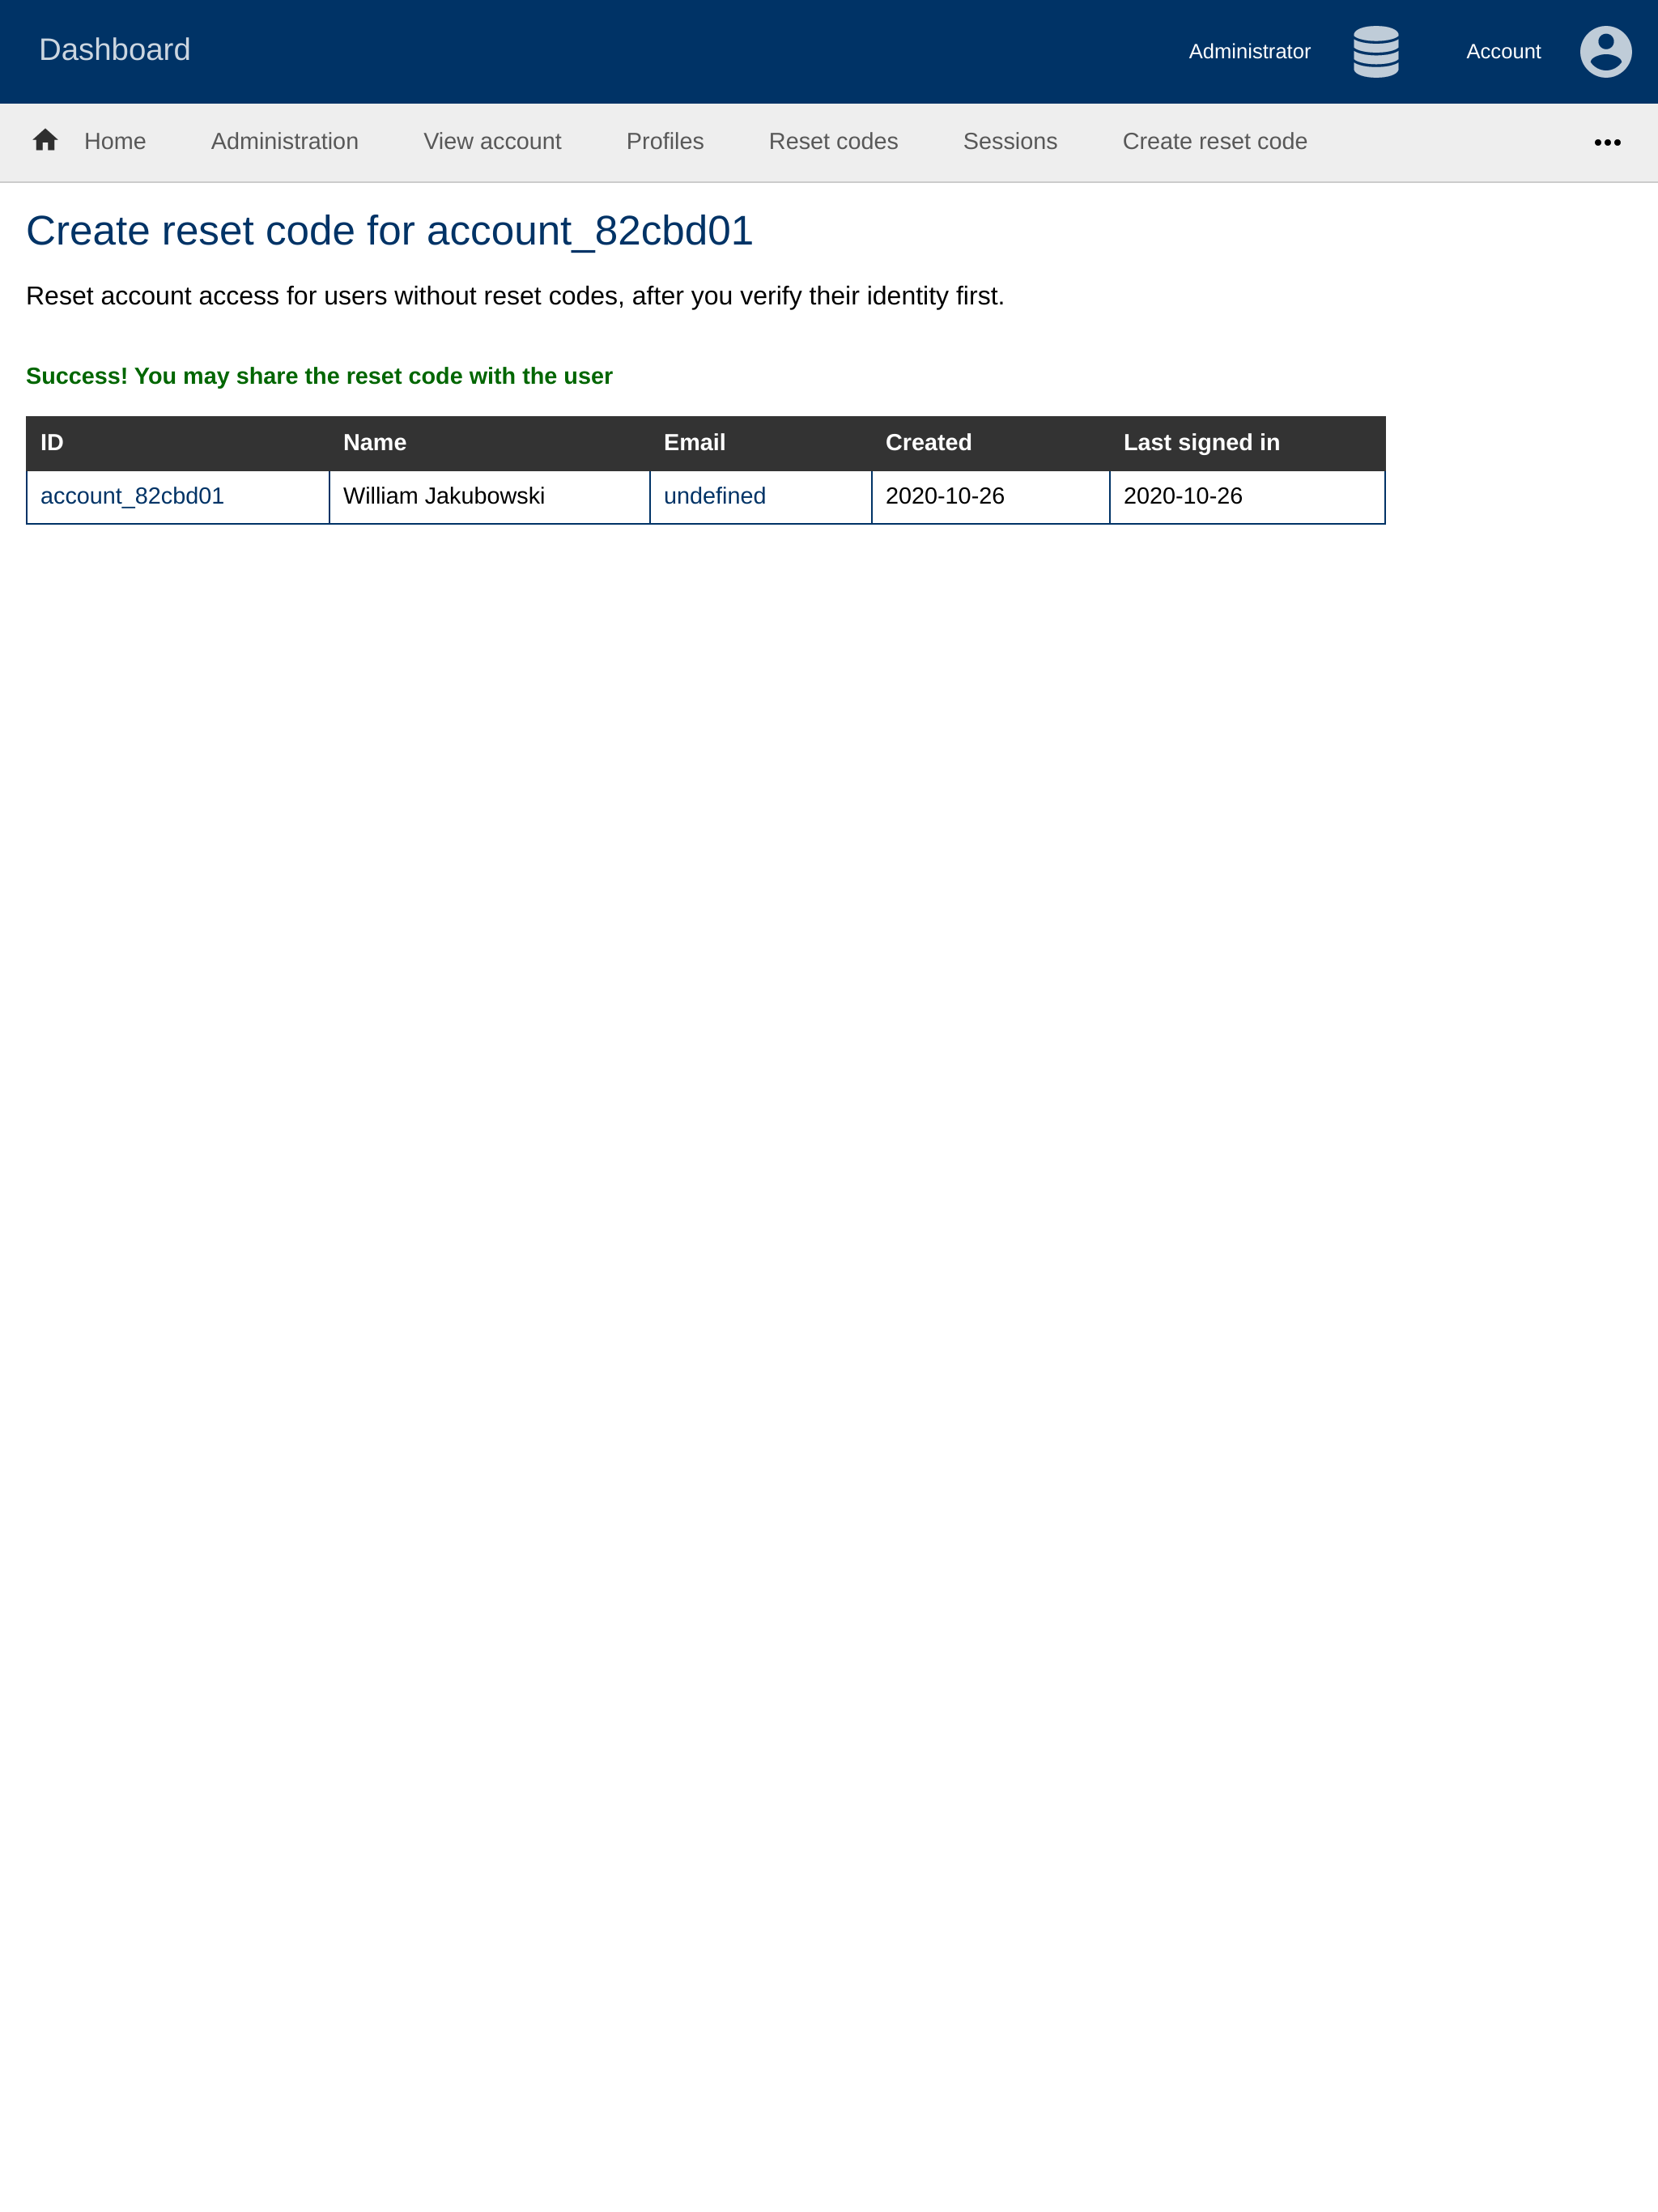 Dashboard Administrator Account
Home Administration View account Profiles Reset codes Sessions Create reset code •••
Create reset code for account_82cbd01
Reset account access for users without reset codes, after you verify their identity first.
Success! You may share the reset code with the user
ID Name Email Created Last signed in
account_82cbd01 William Jakubowski undefined 2020-10-26 2020-10-26